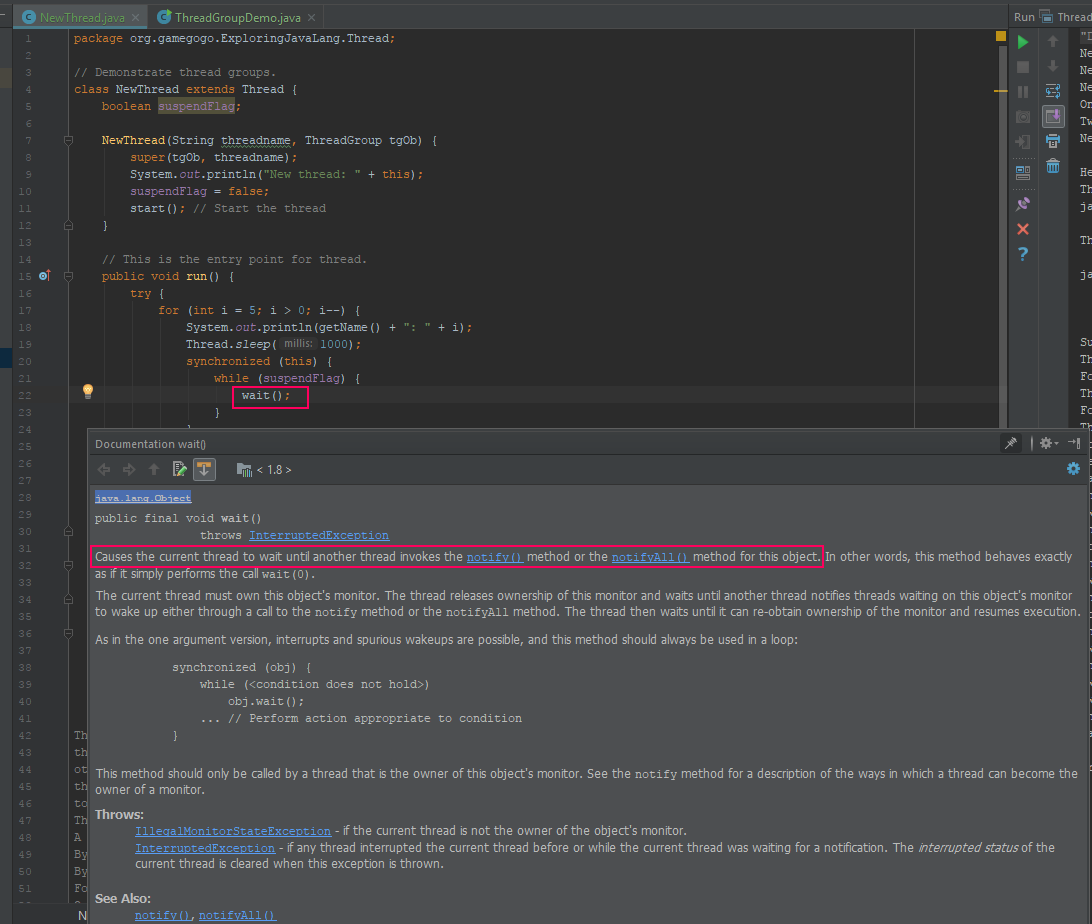 NewThread.java
ThreadGroupDemo.java
Run
Thread
1 package org.gamegogo.ExploringJavaLang.Thread;
2
3 // Demonstrate thread groups.
4 class NewThread extends Thread {
5 boolean suspendFlag;
6
7 NewThread(String threadname, ThreadGroup tgOb) {
8 super(tgOb, threadname);
9 System.out.println("New thread: " + this);
10 suspendFlag = false;
11 start(); // Start the thread
12 }
13
14 // This is the entry point for thread.
15 public void run() {
16 try {
17 for (int i = 5; i > 0; i--) {
18 System.out.println(getName() + ": " + i);
19 Thread.sleep( millis: 1000);
20 synchronized (this) {
21 while (suspendFlag) {
22 wait();
23 }
24
25
26
27
28
29
30
31
32
33
34
35
36
37
38
39
40
41
42 Th
43 th
44 ot
45 th
46 to
47 Th
48 A
49 By
50 By
51 Fo
N
Ne
Ne
Ne
On
Tw
Ne
He
Th
ja
Th
ja
Su
Th
Fo
Th
Fo
Documentation wait()
< 1.8 >
java.lang.Object
public final void wait()
throws InterruptedException
Causes the current thread to wait until another thread invokes the notify() method or the notifyAll() method for this object. In other words, this method behaves exactly
as if it simply performs the call wait(0).
The current thread must own this object's monitor. The thread releases ownership of this monitor and waits until another thread notifies threads waiting on this object's monitor
to wake up either through a call to the notify method or the notifyAll method. The thread then waits until it can re-obtain ownership of the monitor and resumes execution.
As in the one argument version, interrupts and spurious wakeups are possible, and this method should always be used in a loop:
synchronized (obj) {
while (<condition does not hold>)
obj.wait();
... // Perform action appropriate to condition
}
This method should only be called by a thread that is the owner of this object's monitor. See the notify method for a description of the ways in which a thread can become the
owner of a monitor.
Throws:
IllegalMonitorStateException - if the current thread is not the owner of the object's monitor.
InterruptedException - if any thread interrupted the current thread before or while the current thread was waiting for a notification. The interrupted status of the
current thread is cleared when this exception is thrown.
See Also:
notify(), notifyAll()